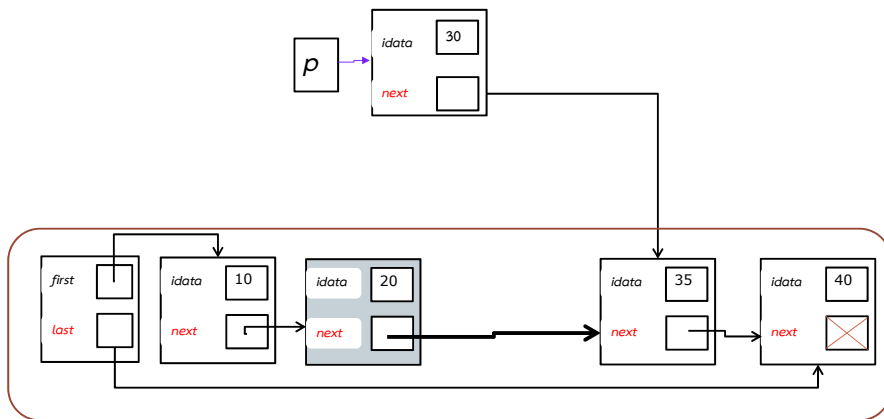 idata 30
p
next
first
last
idata 10
next
idata 20
next
idata 35
next
idata 40
next